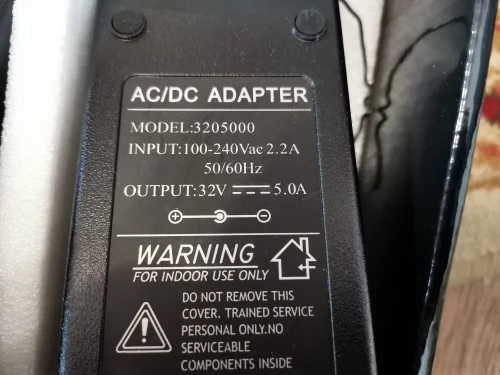 AC/DC ADAPTER
MODEL:3205000
INPUT:100-240Vac 2.2A
50/60Hz
OUTPUT:32V ⎓ 5.0A
WARNING
FOR INDOOR USE ONLY
DO NOT REMOVE THIS
COVER. TRAINED SERVICE
PERSONAL ONLY.NO
SERVICEABLE
COMPONENTS INSIDE